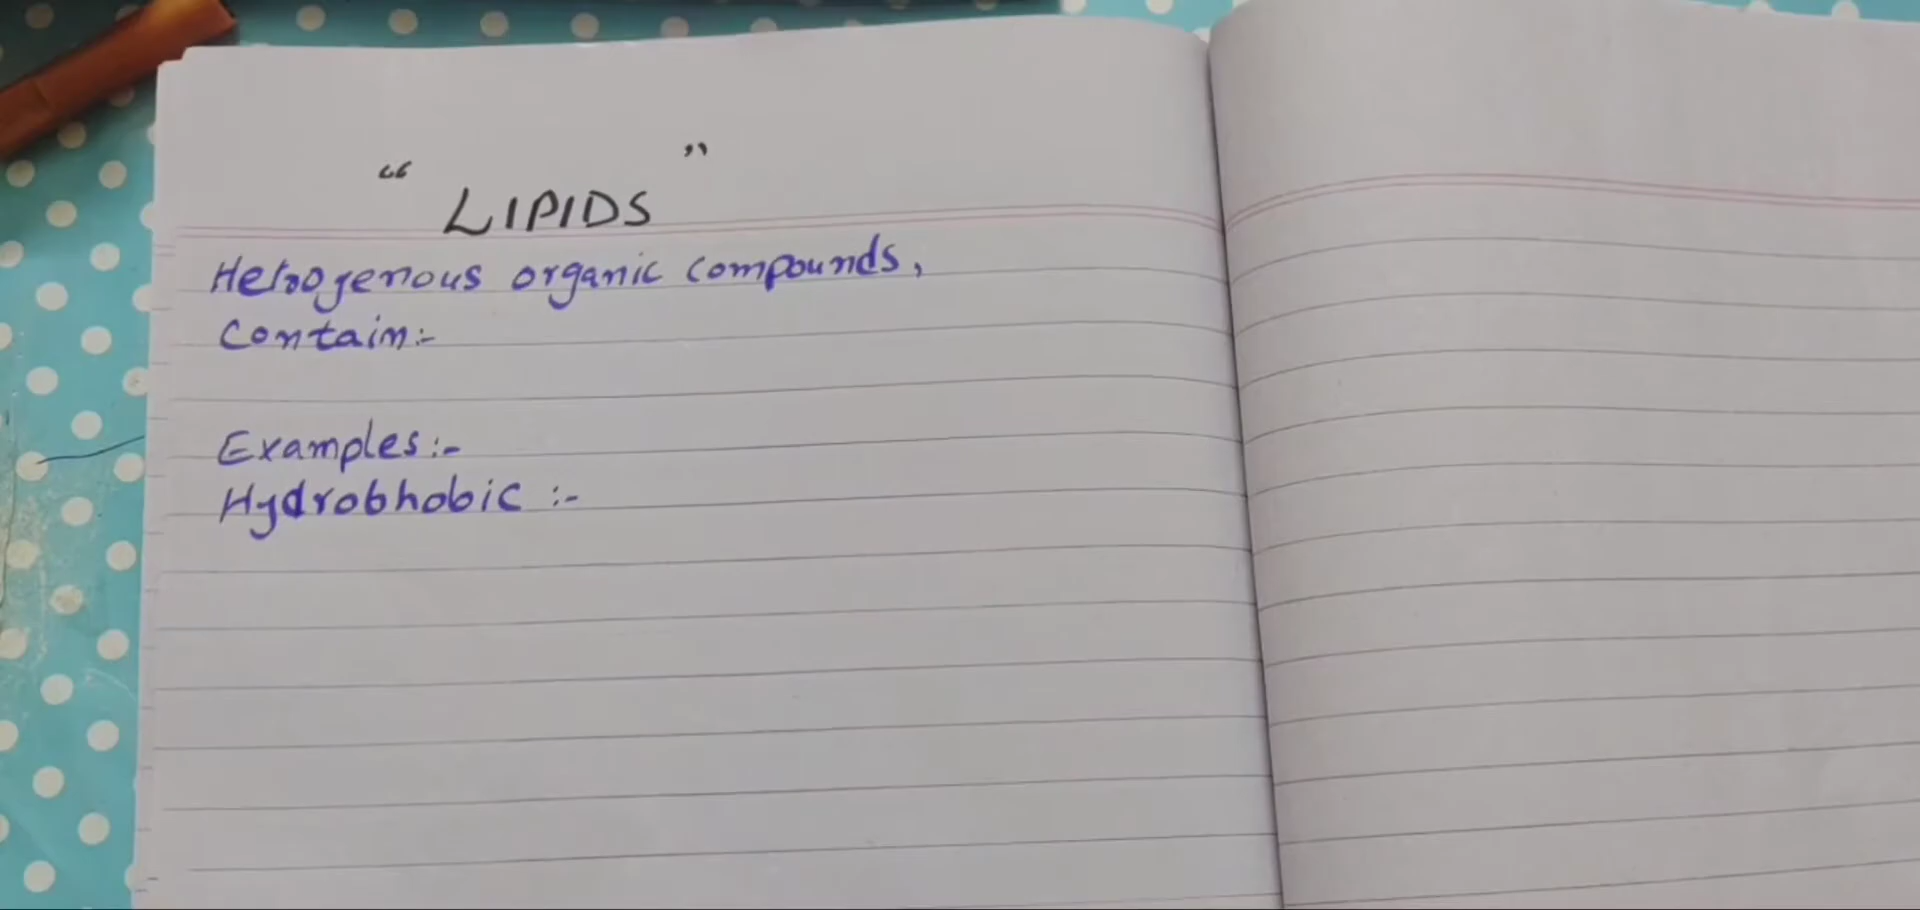 “ LIPIDS ”
Hetrogenous organic compounds,
Contain:-
Examples:-
Hydrobhobic :-